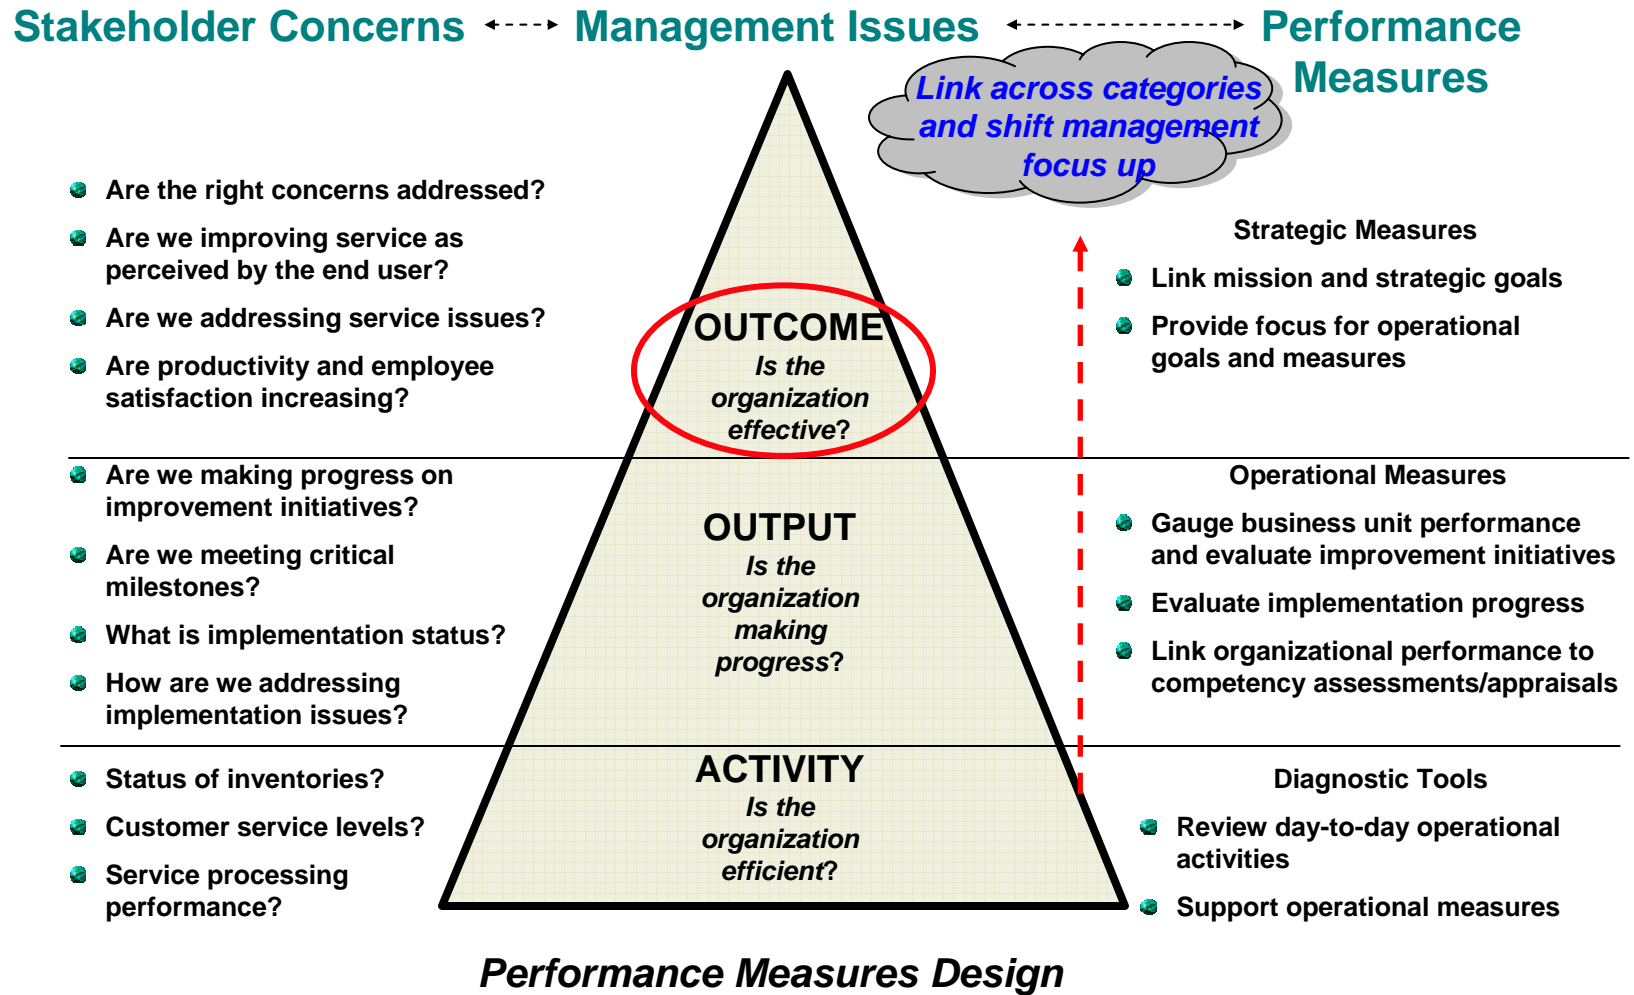 Stakeholder Concerns
Management Issues
Performance
Measures
Link across categories
and shift management
focus up
Are the right concerns addressed?
Are we improving service as
perceived by the end user?
Are we addressing service issues?
Are productivity and employee
satisfaction increasing?
OUTCOME
Is the
organization
effective?
Strategic Measures
Link mission and strategic goals
Provide focus for operational
goals and measures
Are we making progress on
improvement initiatives?
Are we meeting critical
milestones?
What is implementation status?
How are we addressing
implementation issues?
OUTPUT
Is the
organization
making
progress?
Operational Measures
Gauge business unit performance
and evaluate improvement initiatives
Evaluate implementation progress
Link organizational performance to
competency assessments/appraisals
Status of inventories?
Customer service levels?
Service processing
performance?
ACTIVITY
Is the
organization
efficient?
Diagnostic Tools
Review day-to-day operational
activities
Support operational measures
Performance Measures Design